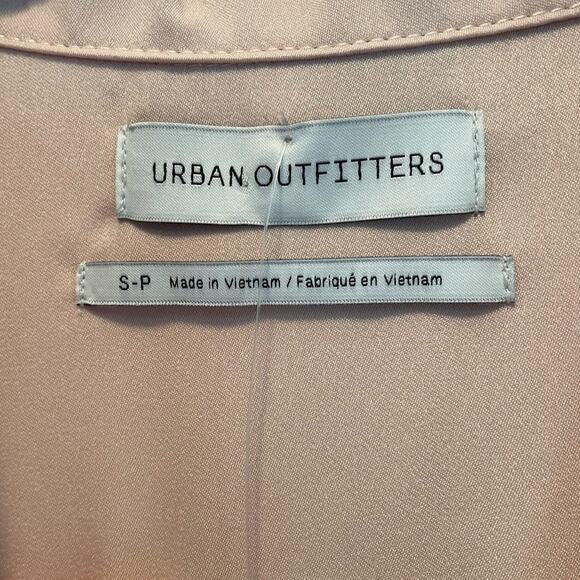 URBAN OUTFITTERS
S-P Made in Vietnam / Fabriqué en Vietnam